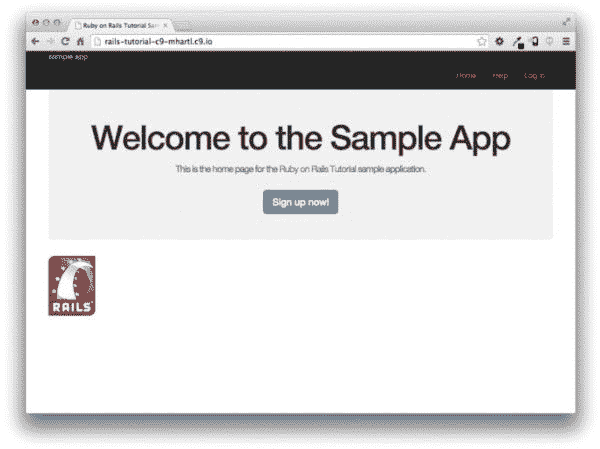 Ruby on Rails Tutorial Sam
rails-tutorial-c9-mhartl.c9.io
sample app
Home Help Log in
Welcome to the Sample App
This is the home page for the Ruby on Rails Tutorial sample application.
Sign up now!
RAILS